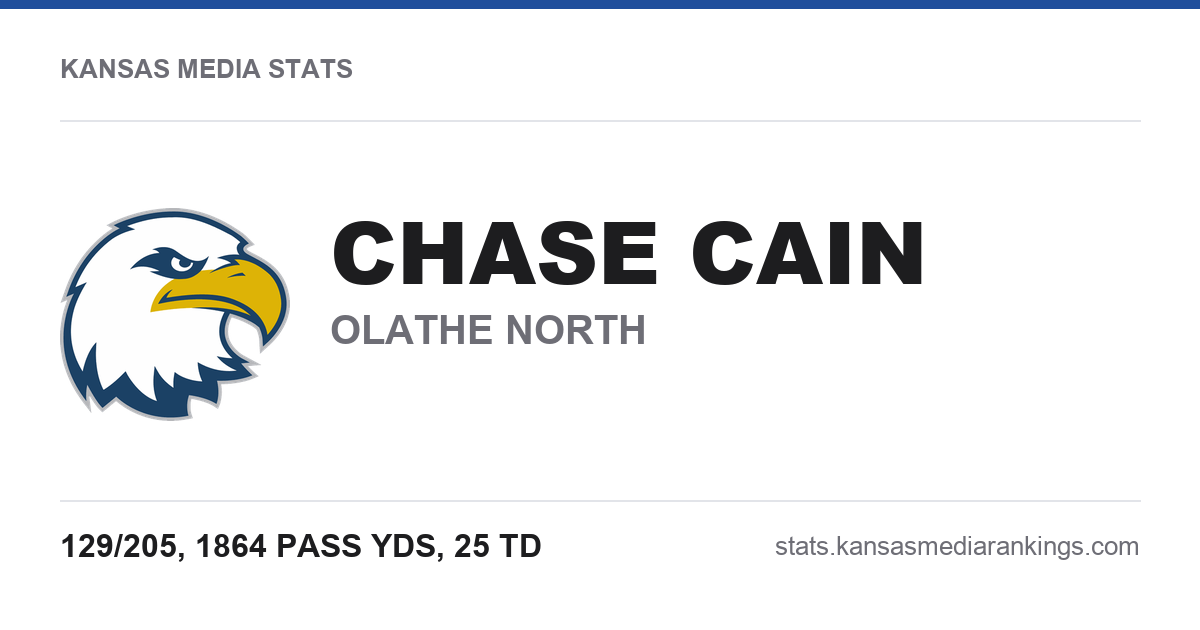 KANSAS MEDIA STATS
CHASE CAIN
OLATHE NORTH
129/205, 1864 PASS YDS, 25 TD
stats.kansasmediarankings.com